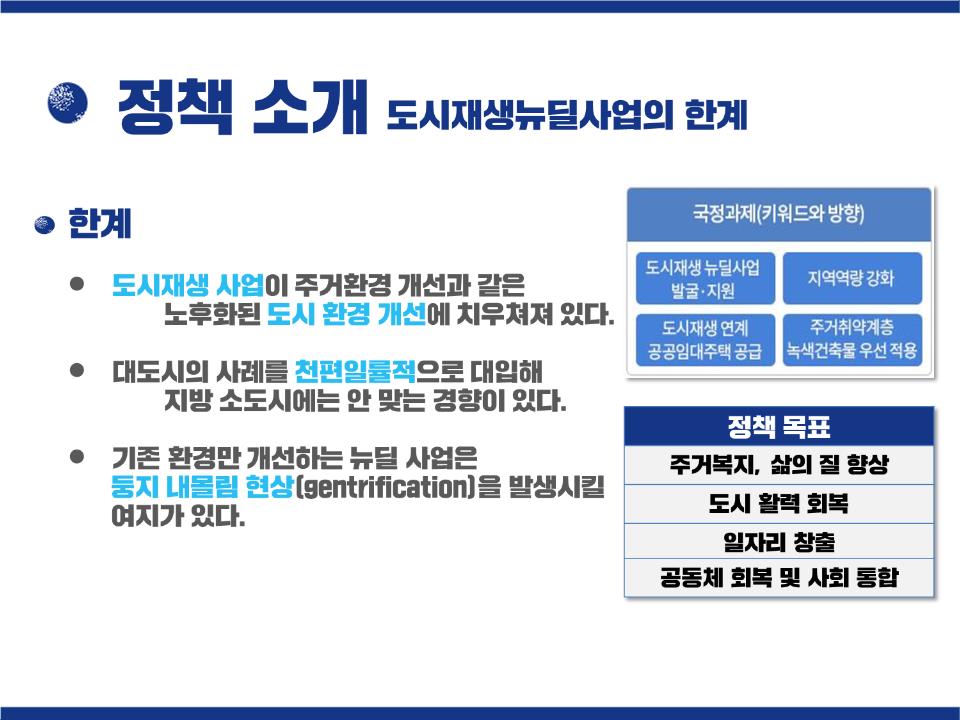 정책 소개 도시재생뉴딜사업의 한계
한계
도시재생 사업이 주거환경 개선과 같은
노후화된 도시 환경 개선에 치우쳐져 있다.
대도시의 사례를 천편일률적으로 대입해
지방 소도시에는 안 맞는 경향이 있다.
기존 환경만 개선하는 뉴딜 사업은
둥지 내몰림 현상(gentrification)을 발생시킬
여지가 있다.
국정과제(키워드와 방향)
도시재생 뉴딜사업
발굴·지원
지역역량 강화
도시재생 연계
공공임대주택 공급
주거취약계층
녹색건축물 우선 적용
정책 목표
주거복지, 삶의 질 향상
도시 활력 회복
일자리 창출
공동체 회복 및 사회 통합